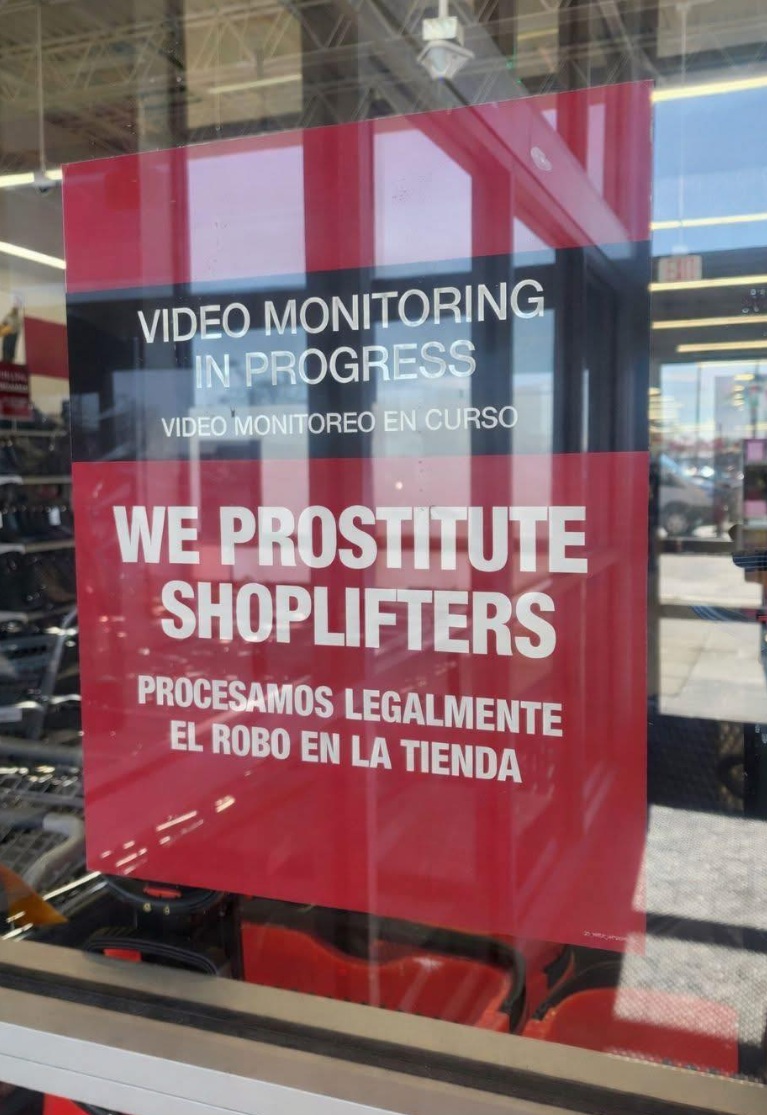 VIDEO MONITORING
IN PROGRESS
VIDEO MONITOREO EN CURSO
WE PROSTITUTE
SHOPLIFTERS
PROCESAMOS LEGALMENTE
EL ROBO EN LA TIENDA